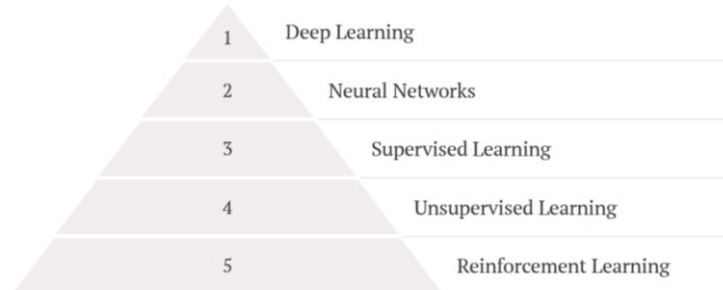 1 Deep Learning
2 Neural Networks
3 Supervised Learning
4 Unsupervised Learning
5 Reinforcement Learning